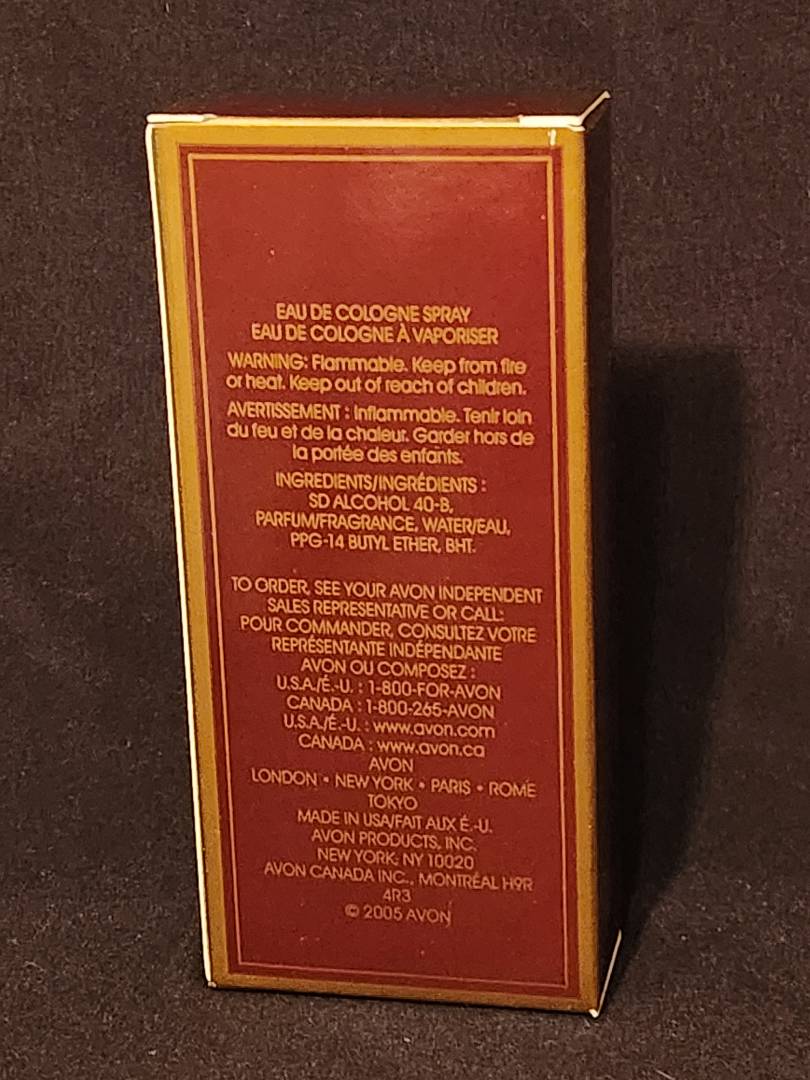 EAU DE COLOGNE SPRAY
EAU DE COLOGNE À VAPORISER
WARNING: Flammable. Keep from fire
or heat. Keep out of reach of children.
AVERTISSEMENT : Inflammable. Tenir loin
du feu et de la chaleur. Garder hors de
la portée des enfants.
INGREDIENTS/INGRÉDIENTS :
SD ALCOHOL 40-B,
PARFUM/FRAGRANCE, WATER/EAU,
PPG-14 BUTYL ETHER, BHT.
TO ORDER, SEE YOUR AVON INDEPENDENT
SALES REPRESENTATIVE OR CALL:
POUR COMMANDER, CONSULTEZ VOTRE
REPRÉSENTANTE INDÉPENDANTE
AVON OU COMPOSEZ :
U.S.A./É.-U. : 1-800-FOR-AVON
CANADA : 1-800-265-AVON
U.S.A./É.-U. : www.avon.com
CANADA : www.avon.ca
AVON
LONDON • NEW YORK • PARIS • ROME
TOKYO
MADE IN USA/FAIT AUX É.-U.
AVON PRODUCTS, INC.
NEW YORK, NY 10020
AVON CANADA INC., MONTRÉAL H9R
4R3
© 2005 AVON